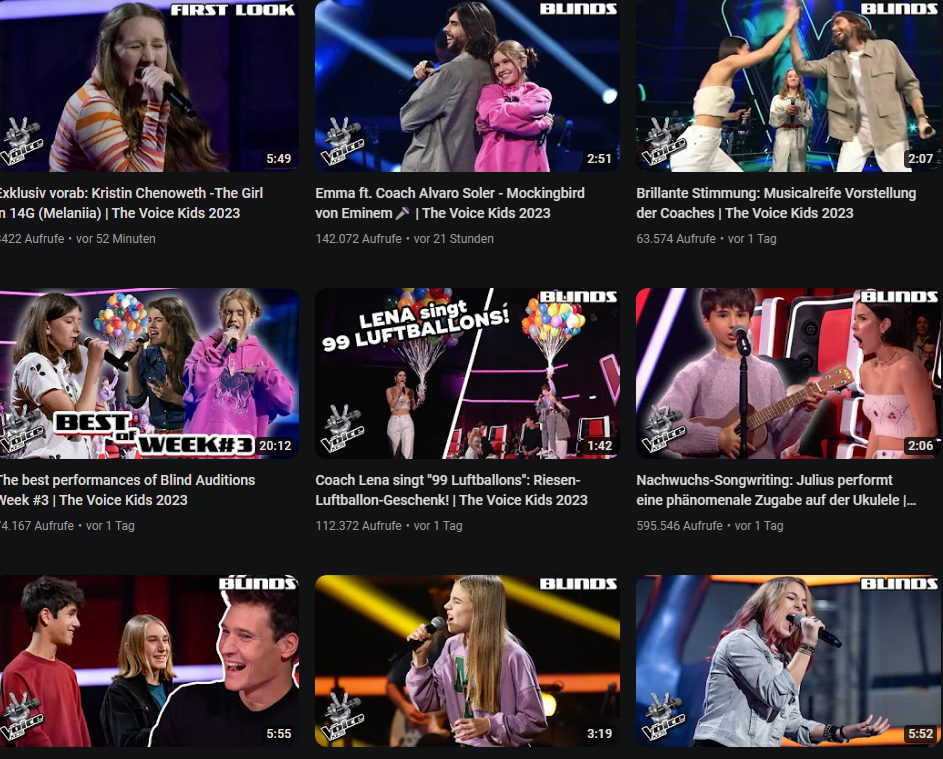 FIRST LOOK
The Voice Kids
5:49
BLINDS
The Voice Kids
2:51
BLINDS
The Voice Kids
2:07
Exklusiv vorab: Kristin Chenoweth -The Girl
n 14G (Melaniia) | The Voice Kids 2023
422 Aufrufe • vor 52 Minuten
Emma ft. Coach Alvaro Soler - Mockingbird
von Eminem 🎤 | The Voice Kids 2023
142.072 Aufrufe • vor 21 Stunden
Brillante Stimmung: Musicalreife Vorstellung
der Coaches | The Voice Kids 2023
63.574 Aufrufe • vor 1 Tag
The Voice Kids
BEST
of
WEEK#3
20:12
LENA singt
99 LUFTBALLONS!
BLINDS
The Voice Kids
1:42
BLINDS
The Voice Kids
2:06
The best performances of Blind Auditions
Week #3 | The Voice Kids 2023
74.167 Aufrufe • vor 1 Tag
Coach Lena singt "99 Luftballons": Riesen-
Luftballon-Geschenk! | The Voice Kids 2023
112.372 Aufrufe • vor 1 Tag
Nachwuchs-Songwriting: Julius performt
eine phänomenale Zugabe auf der Ukulele |...
595.546 Aufrufe • vor 1 Tag
BLINDS
The Voice Kids
5:55
BLINDS
The Voice Kids
3:19
BLINDS
The Voice Kids
5:52